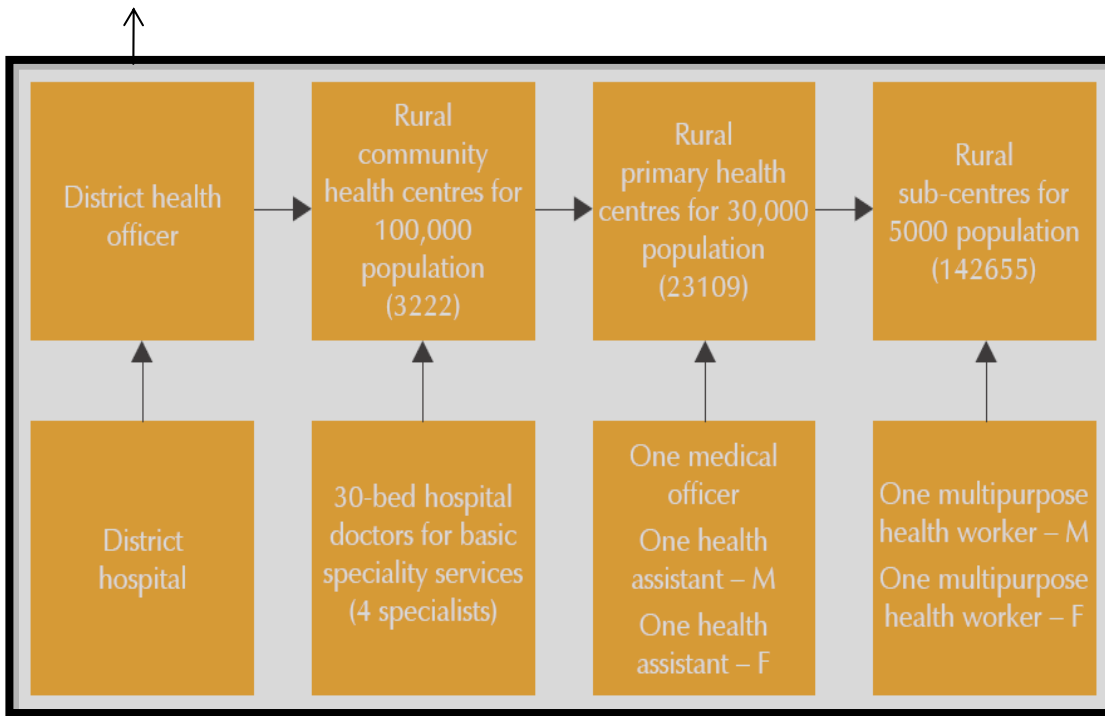 District health
officer
Rural
community
health centres for
100,000
population
(3222)
Rural
primary health
centres for 30,000
population
(23109)
Rural
sub-centres for
5000 population
(142655)
District
hospital
30-bed hospital
doctors for basic
speciality services
(4 specialists)
One medical
officer
One health
assistant – M
One health
assistant – F
One multipurpose
health worker – M
One multipurpose
health worker – F